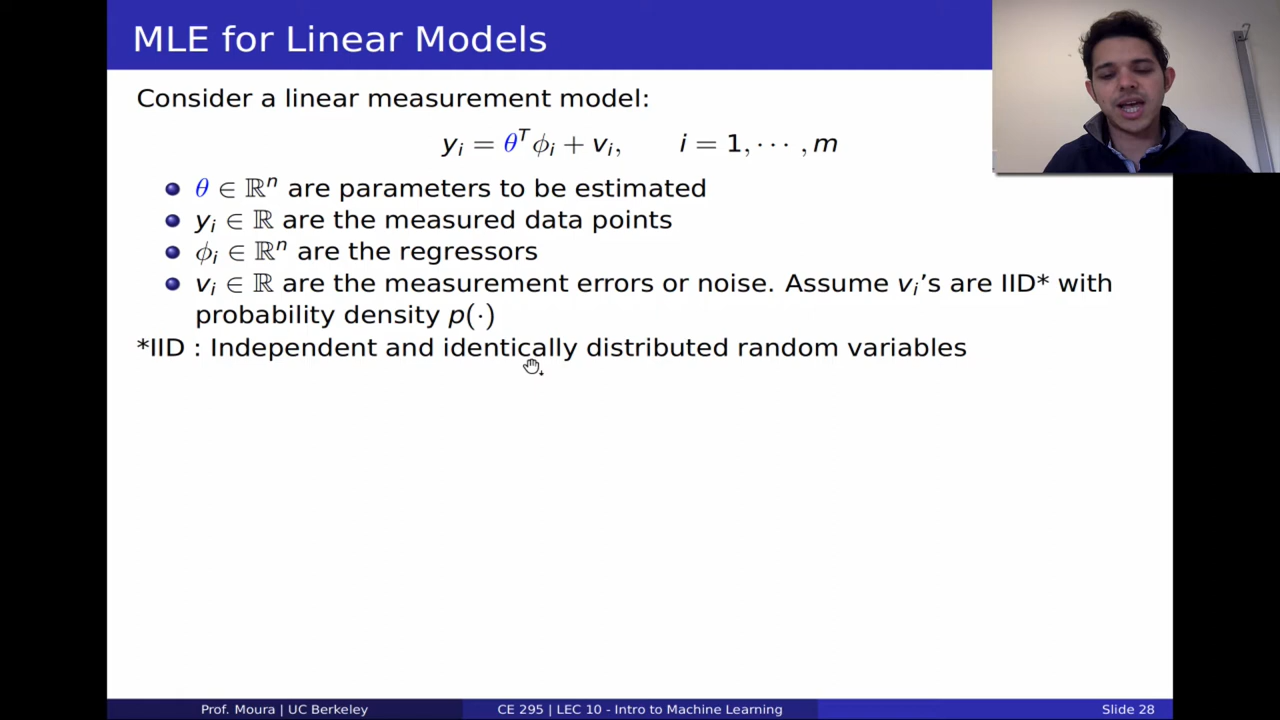 MLE for Linear Models
Consider a linear measurement model:
yᵢ = θᵀϕᵢ + vᵢ, i = 1, ⋯ , m
θ ∈ ℝⁿ are parameters to be estimated
yᵢ ∈ ℝ are the measured data points
ϕᵢ ∈ ℝⁿ are the regressors
vᵢ ∈ ℝ are the measurement errors or noise. Assume vᵢ's are IID* with
probability density p(·)
*IID : Independent and identically distributed random variables
Prof. Moura | UC Berkeley CE 295 | LEC 10 - Intro to Machine Learning Slide 28